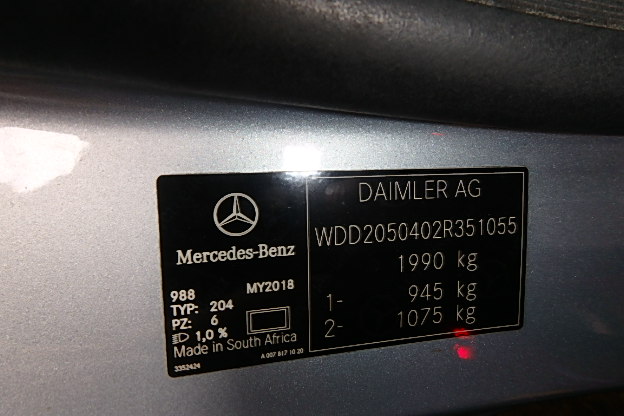 Mercedes-Benz
988 MY2018
TYP: 204
PZ: 6
1,0 %
Made in South Africa
3352424 A 007 817 10 20
DAIMLER AG
WDD2050402R351055
1990 kg
1- 945 kg
2- 1075 kg